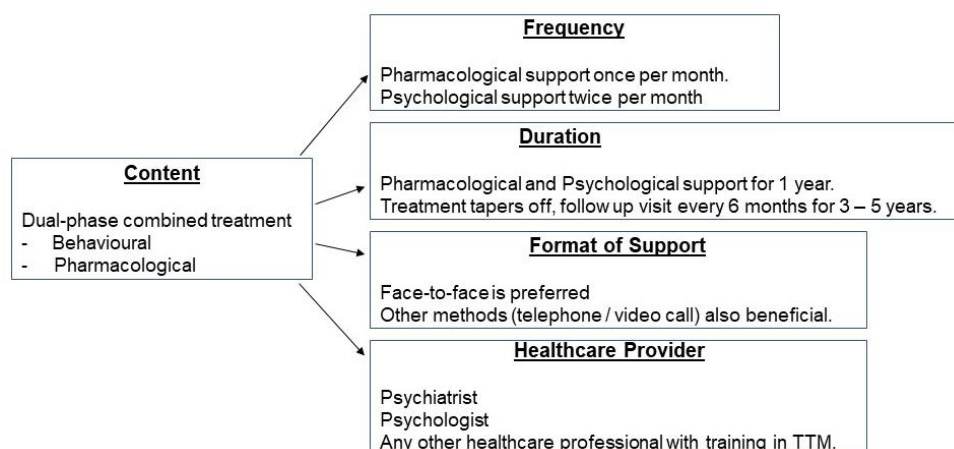 Frequency
Pharmacological support once per month.
Psychological support twice per month
Duration
Pharmacological and Psychological support for 1 year.
Treatment tapers off, follow up visit every 6 months for 3 – 5 years.
Content
Dual-phase combined treatment
- Behavioural
- Pharmacological
Format of Support
Face-to-face is preferred
Other methods (telephone / video call) also beneficial.
Healthcare Provider
Psychiatrist
Psychologist
Any other healthcare professional with training in TTM.